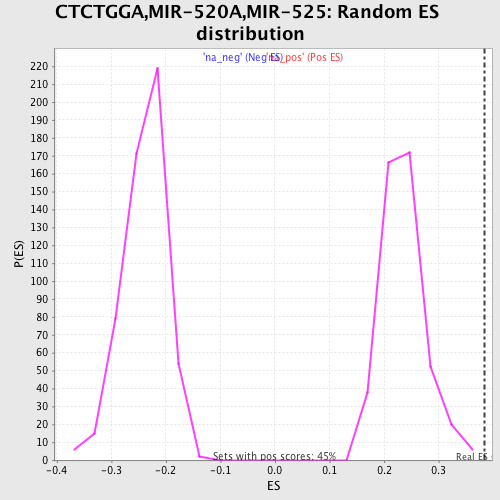 CTCTGGA,MIR-520A,MIR-525: Random ES
distribution
'na_neg' (Neg ES)
'na_pos' (Pos ES)
220
210
200
190
180
170
160
150
140
130
120
110
100
90
80
70
60
50
40
30
20
10
0
P(ES)
Sets with pos scores: 45%
Real ES
-0.4 -0.3 -0.2 -0.1 0.0 0.1 0.2 0.3
ES